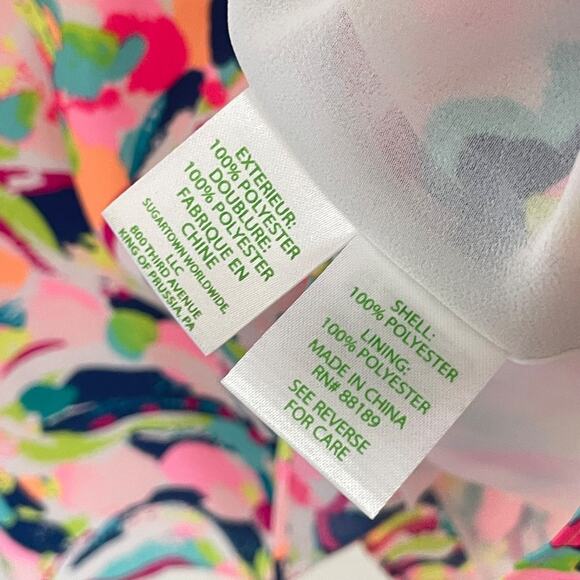 EXTERIEUR:
100% POLYESTER
DOUBLURE:
100% POLYURE
FABRIQUE EN
CHINE
SUGARTOWN WORLDWIDE,
LLC
800 THIRD AVENUE
KING OF PRUSSIA, PA
SHELL:
100% POLYESTER
LINING:
100% POLYESTER
MADE IN CHINA
RN# 88189
SEE REVERSE
FOR CARE